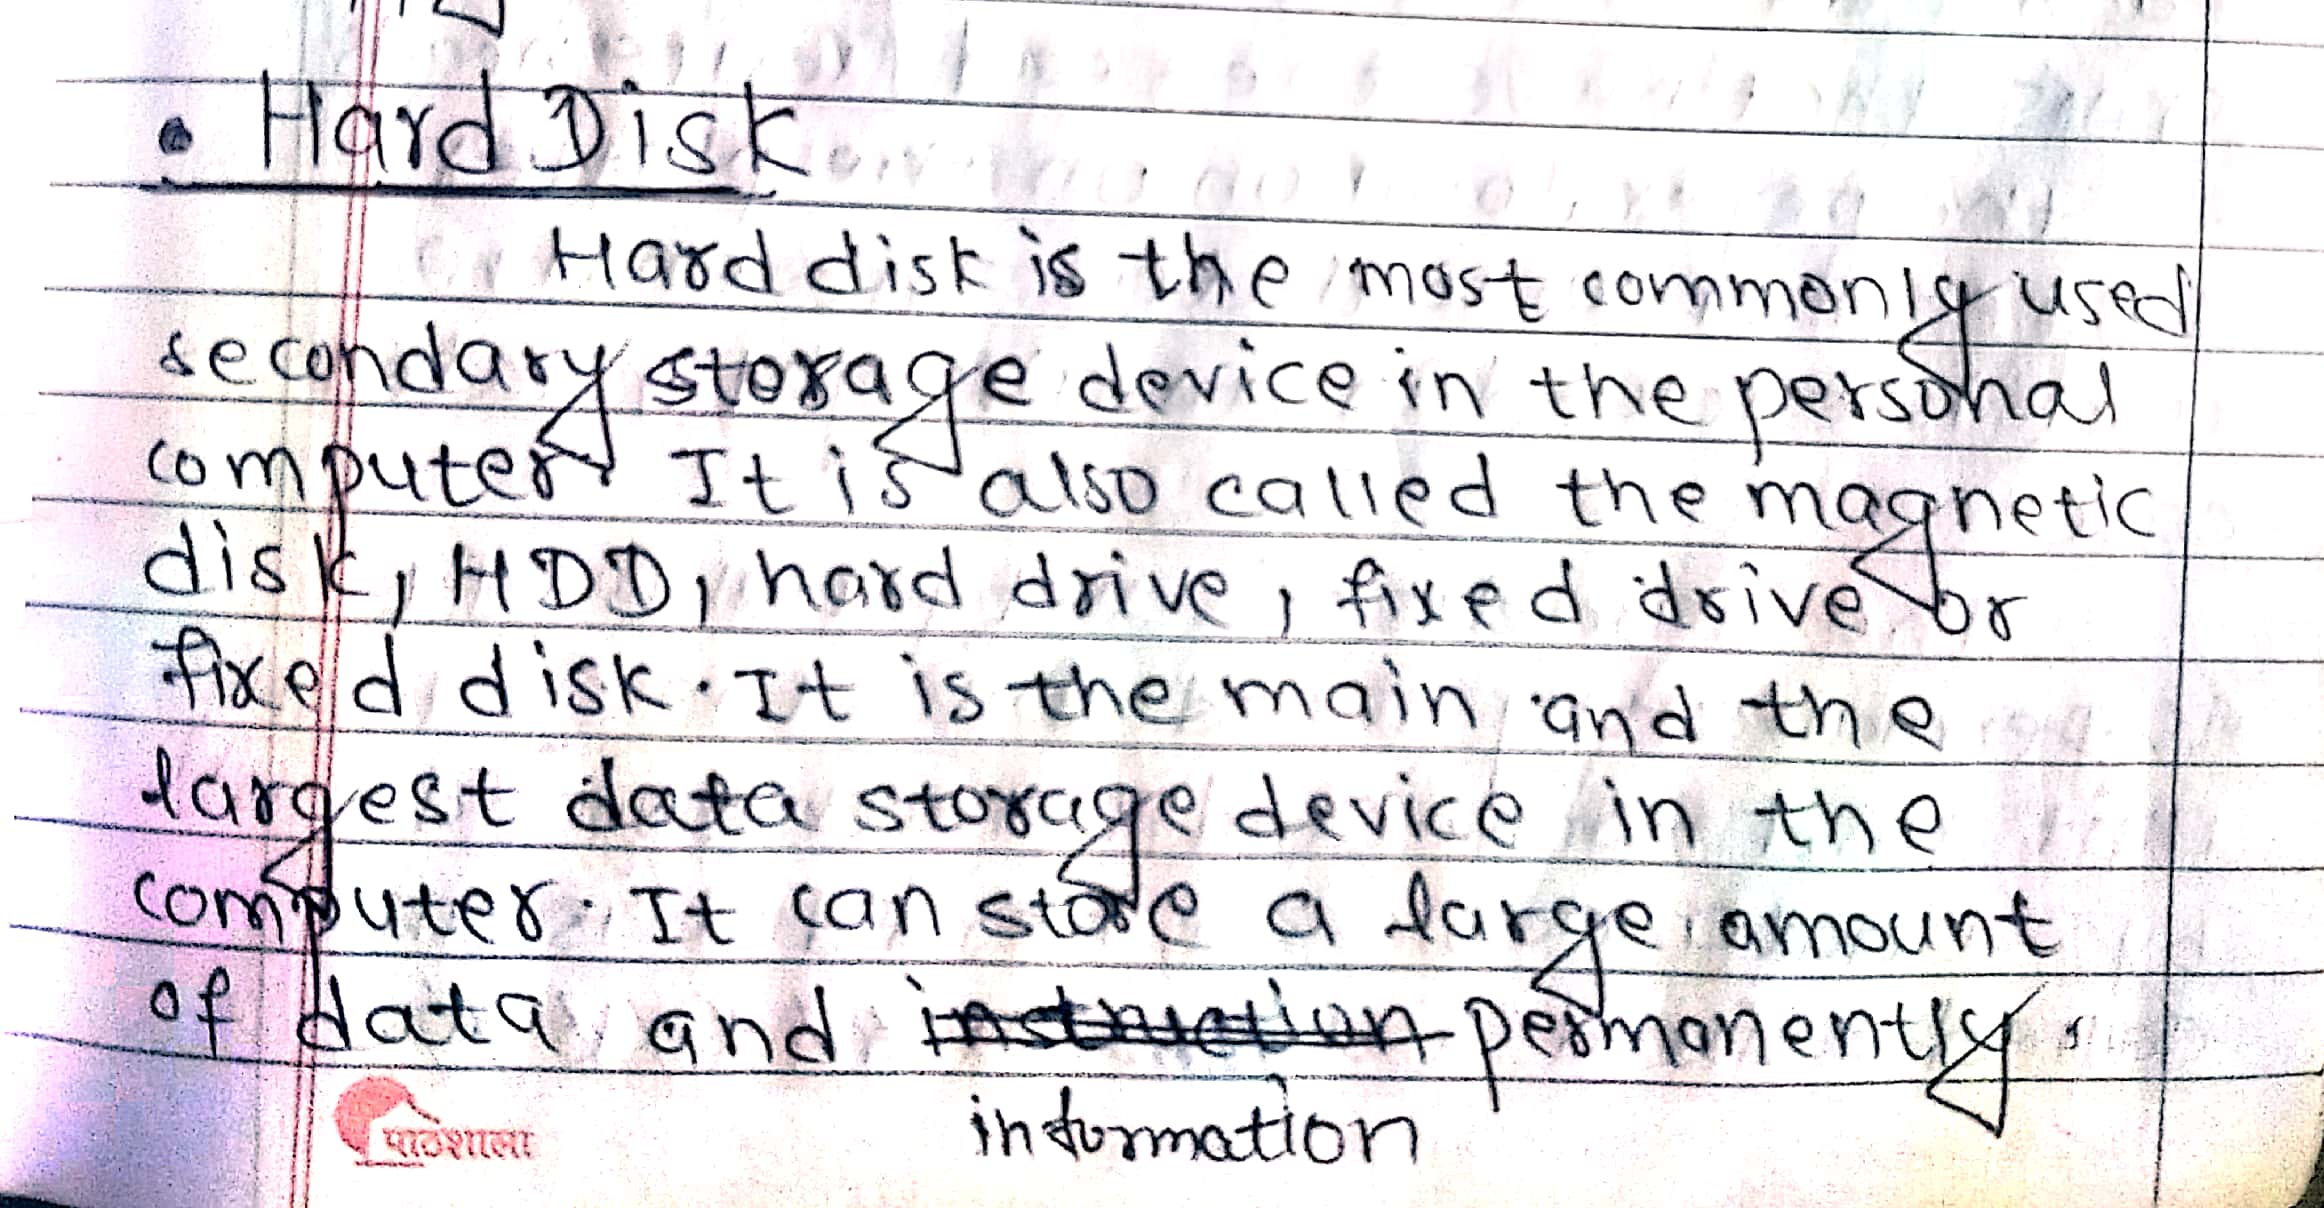 • Hard Disk
Hard disk is the most commonly used
secondary storage device in the personal
computer It is also called the magnetic
disk, HDD, hard drive, fixed drive or
fixed disk. It is the main and the
largest data storage device in the
computer. It can store a large amount
of data and ~~instruction~~ permanently.
information
पाठशाला